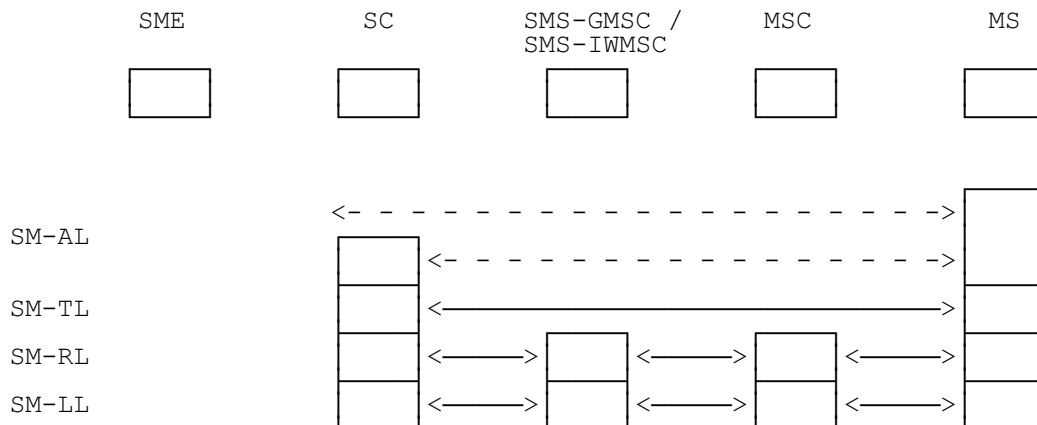 SME SC SMS-GMSC / MSC MS
SMS-IWMSC
SM-AL
SM-TL
SM-RL
SM-LL